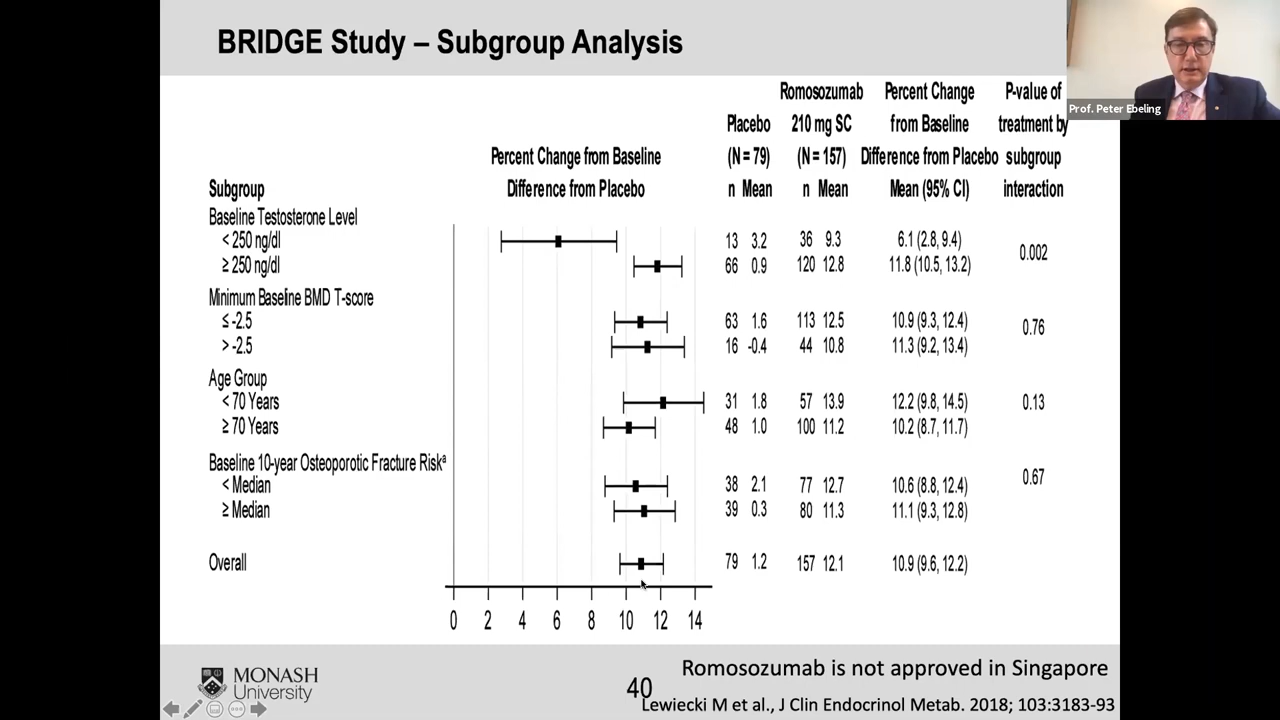 BRIDGE Study – Subgroup Analysis
Prof. Peter Ebeling
Romosozumab Percent Change P-value of
Placebo 210 mg SC from Baseline treatment by
Percent Change from Baseline (N = 79) (N = 157) Difference from Placebo subgroup
Subgroup Difference from Placebo n Mean n Mean Mean (95% CI) interaction
Baseline Testosterone Level
< 250 ng/dl 13 3.2 36 9.3 6.1 (2.8, 9.4)
0.002
≥ 250 ng/dl 66 0.9 120 12.8 11.8 (10.5, 13.2)
Minimum Baseline BMD T-score
≤ -2.5 63 1.6 113 12.5 10.9 (9.3, 12.4)
0.76
> -2.5 16 -0.4 44 10.8 11.3 (9.2, 13.4)
Age Group
< 70 Years 31 1.8 57 13.9 12.2 (9.8, 14.5) 0.13
≥ 70 Years 48 1.0 100 11.2 10.2 (8.7, 11.7)
Baseline 10-year Osteoporotic Fracture Riskª
0.67
< Median 38 2.1 77 12.7 10.6 (8.8, 12.4)
≥ Median 39 0.3 80 11.3 11.1 (9.3, 12.8)
Overall 79 1.2 157 12.1 10.9 (9.6, 12.2)
0 2 4 6 8 10 12 14
MONASH
University
Romosozumab is not approved in Singapore
40
Lewiecki M et al., J Clin Endocrinol Metab. 2018; 103:3183-93